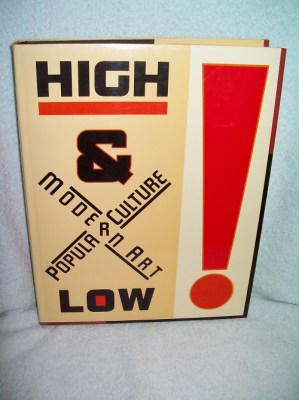 HIGH
&
MODERN ART
POPULAR CULTURE
LOW
!